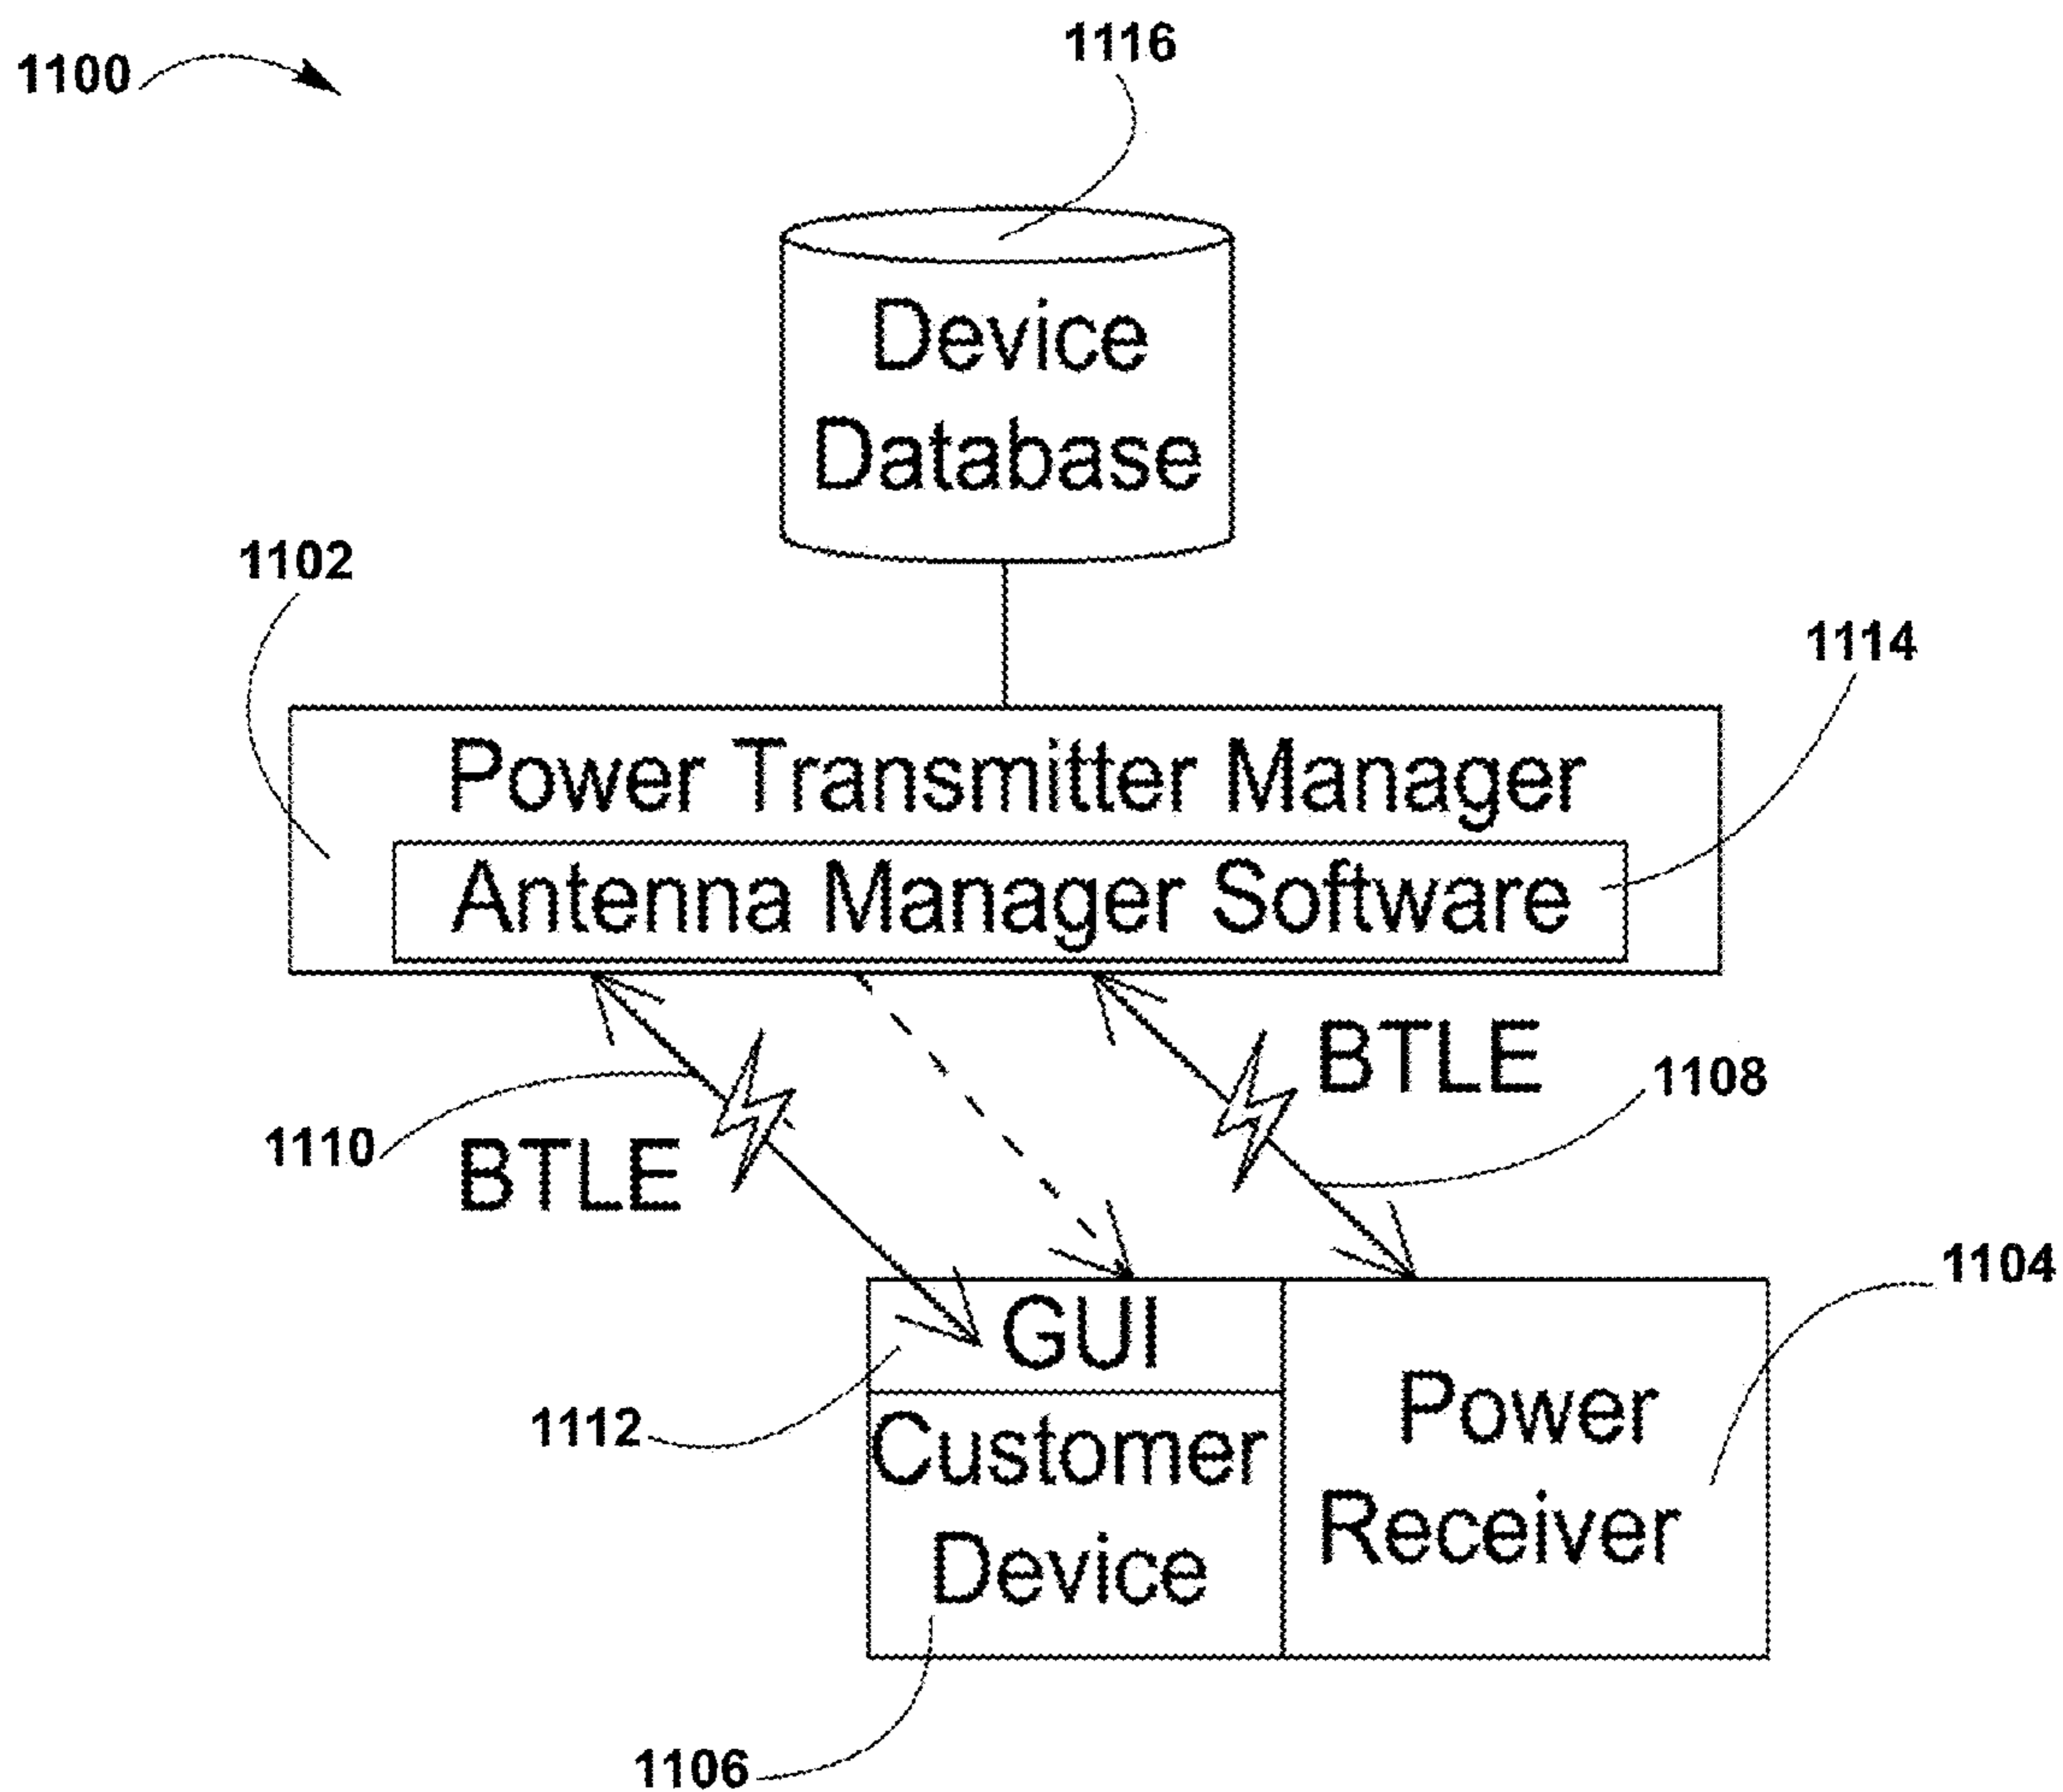 1100
1116
Device
Database
1102
1114
Power Transmitter Manager
Antenna Manager Software
BTLE
1108
1110
BTLE
1104
GUI
1112
Customer
Device
Power
Receiver
1106